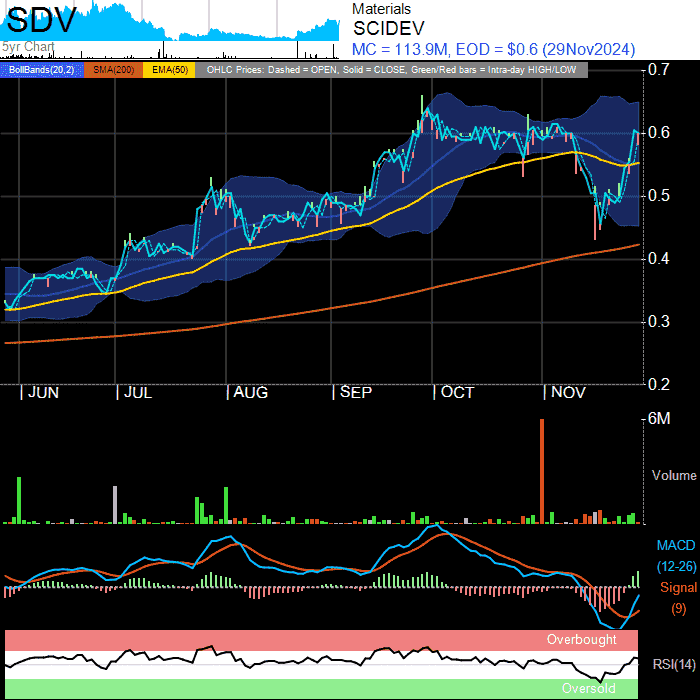 SDV
5yr Chart
Materials
SCIDEV
MC = 113.9M, EOD = $0.6 (29Nov2024)
BollBands(20,2) SMA(200) EMA(50) OHLC Prices: Dashed = OPEN, Solid = CLOSE, Green/Red bars = Intra-day HIGH/LOW
0.7
0.6
0.5
0.4
0.3
0.2
JUN JUL AUG SEP OCT NOV
6M
Volume
MACD
(12-26)
Signal
(9)
Overbought
RSI(14)
Oversold